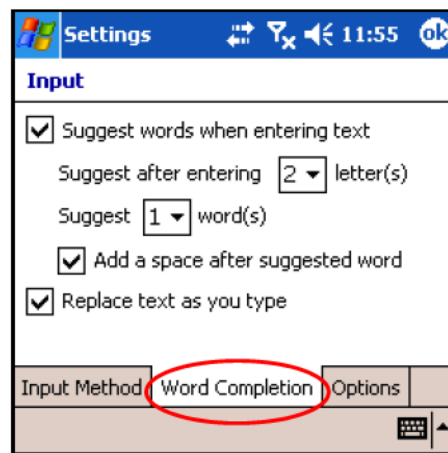 Settings 11:55 ok
Input
Suggest words when entering text
Suggest after entering 2 letter(s)
Suggest 1 word(s)
Add a space after suggested word
Replace text as you type
Input Method Word Completion Options